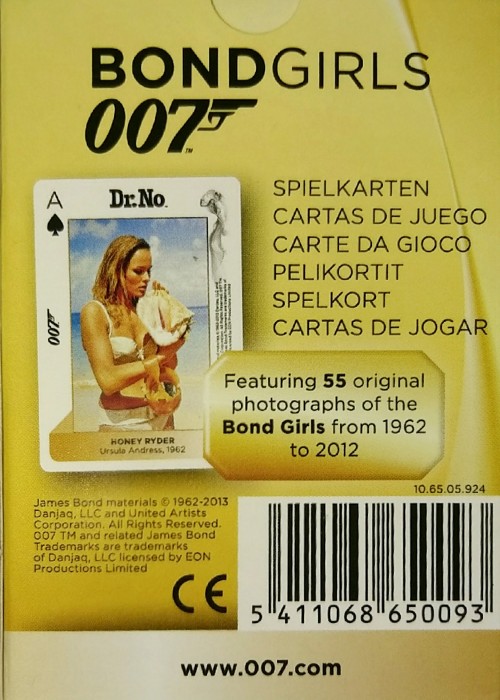 BONDGIRLS
007
TM
A
Dr. No
007
HONEY RYDER
Ursula Andress, 1962
SPIELKARTEN
CARTAS DE JUEGO
CARTE DA GIOCO
PELIKORTIT
SPELKORT
CARTAS DE JOGAR
Featuring 55 original
photographs of the
Bond Girls from 1962
to 2012
10.65.05.924
James Bond materials © 1962-2013
Danjaq, LLC and United Artists
Corporation. All Rights Reserved.
007 TM and related James Bond
Trademarks are trademarks
of Danjaq, LLC licensed by EON
Productions Limited
CE
5 411068 650093
www.007.com